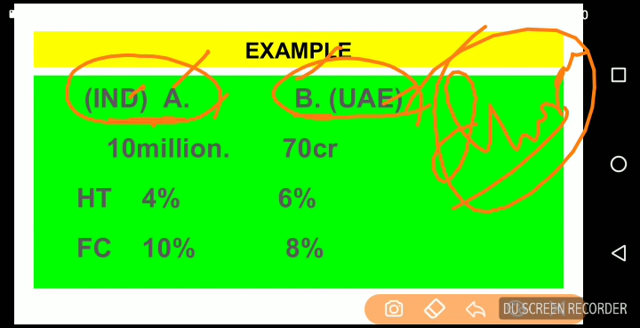 EXAMPLE
(IND) A. B. (UAE)
10million. 70cr
HT 4% 6%
FC 10% 8%
DU SCREEN RECORDER